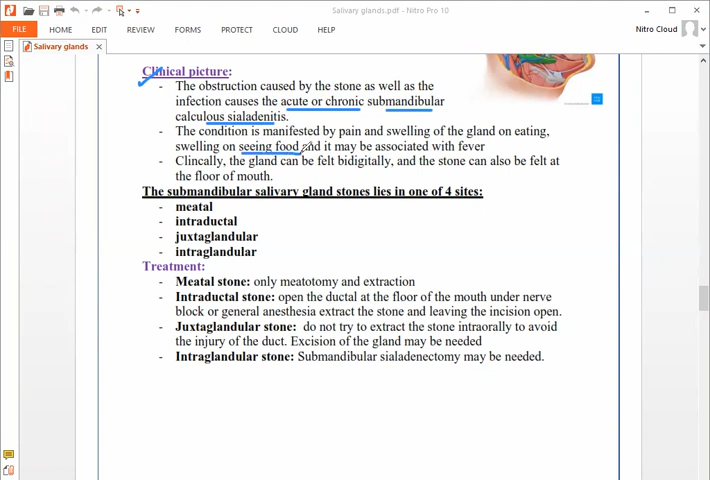 Salivary glands.pdf - Nitro Pro 10
FILE HOME EDIT REVIEW FORMS PROTECT CLOUD HELP Nitro Cloud
Salivary glands
Clinical picture:
- The obstruction caused by the stone as well as the
infection causes the acute or chronic submandibular
calculous sialadenitis.
- The condition is manifested by pain and swelling of the gland on eating,
swelling on seeing food and it may be associated with fever
- Clincally, the gland can be felt bidigitally, and the stone can also be felt at
the floor of mouth.
The submandibular salivary gland stones lies in one of 4 sites:
- meatal
- intraductal
- juxtaglandular
- intraglandular
Treatment:
- Meatal stone: only meatotomy and extraction
- Intraductal stone: open the ductal at the floor of the mouth under nerve
block or general anesthesia extract the stone and leaving the incision open.
- Juxtaglandular stone: do not try to extract the stone intraorally to avoid
the injury of the duct. Excision of the gland may be needed
- Intraglandular stone: Submandibular sialadenectomy may be needed.